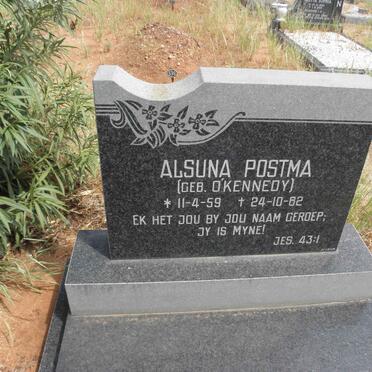 ALSUNA POSTMA
(GEB. O'KENNEDY)
* 11-4-59 † 24-10-82
EK HET JOU BY JOU NAAM GEROEP;
JY IS MYNE!
JES. 43:1